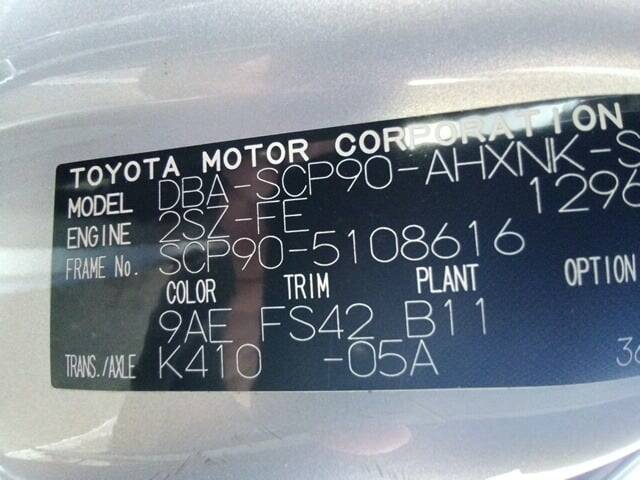 TOYOTA MOTOR CORPORATION
MODEL DBA-SCP90-AHXNK-S
ENGINE 2SZ-FE 1296
FRAME No. SCP90-5108616
COLOR TRIM PLANT OPTION
9AE FS42 B11
TRANS./AXLE K410 -05A 36